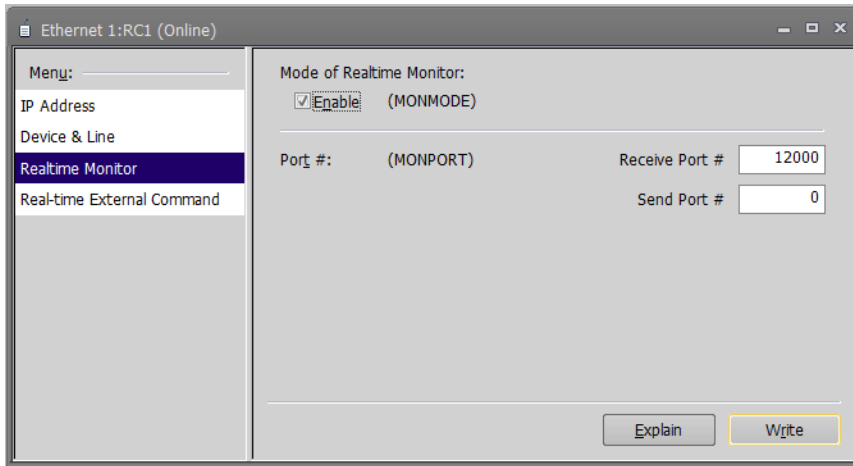 Ethernet 1:RC1 (Online)
Menu:
IP Address
Device & Line
Realtime Monitor
Real-time External Command
Mode of Realtime Monitor:
Enable (MONMODE)
Port #: (MONPORT) Receive Port # 12000
Send Port # 0
Explain Write